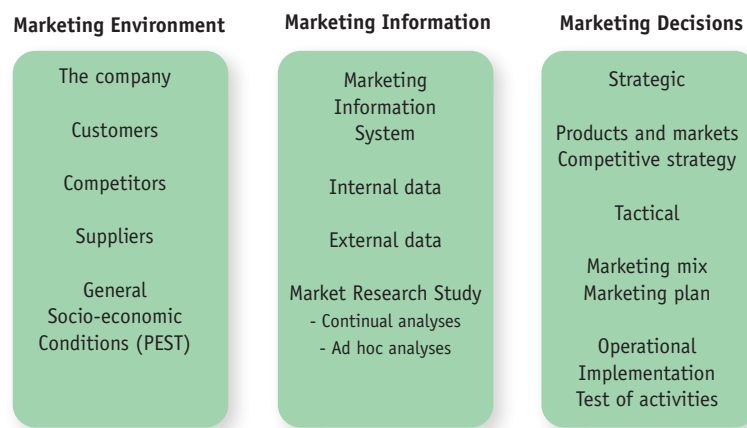 Marketing Environment
The company
Customers
Competitors
Suppliers
General
Socio-economic
Conditions (PEST)
Marketing Information
Marketing
Information
System
Internal data
External data
Market Research Study
- Continual analyses
- Ad hoc analyses
Marketing Decisions
Strategic
Products and markets
Competitive strategy
Tactical
Marketing mix
Marketing plan
Operational
Implementation
Test of activities